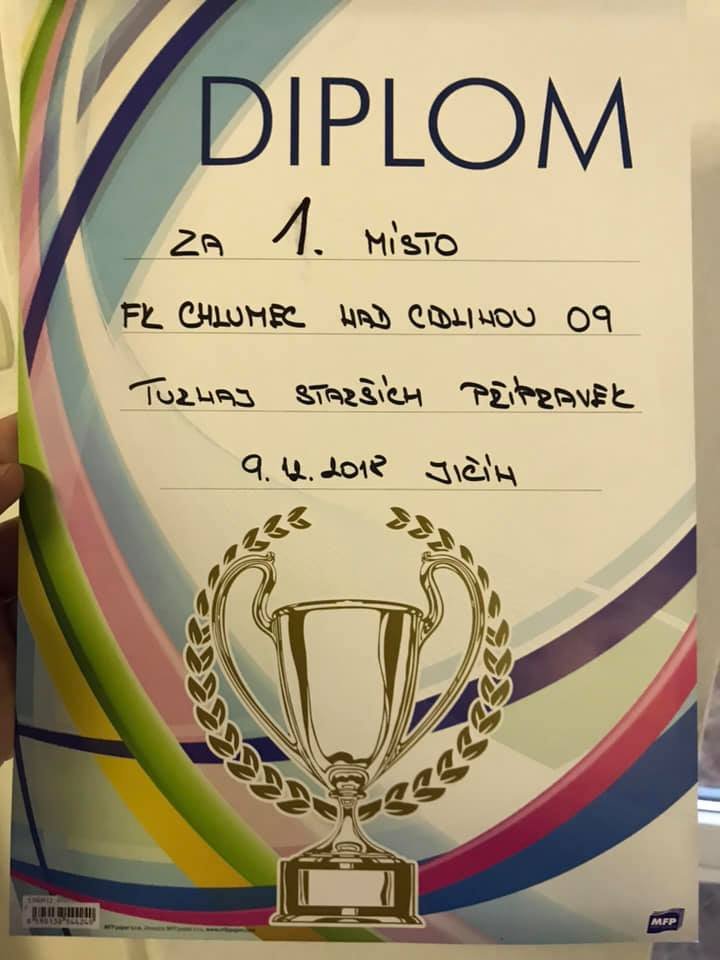 DIPLOM
ZA 1. MÍSTO
FK CHLUMEC NAD CIDLINOU 09
TURNAJ STARŠÍCH PŘÍPRAVEK
9.12.2018 JIČÍN
MFP